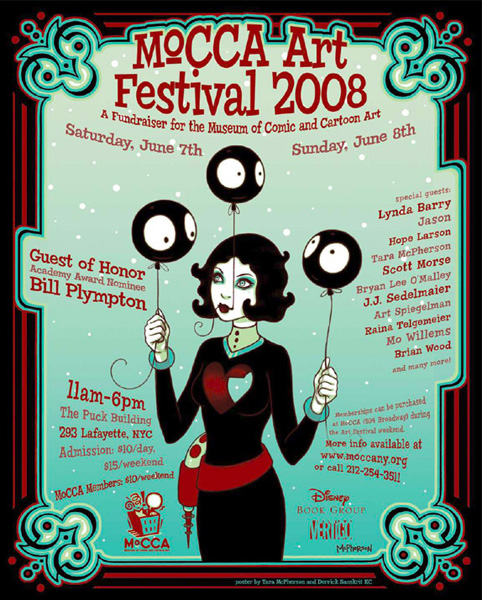 MoCCA Art
Festival 2008
A Fundraiser for the Museum of Comic and Cartoon Art
Saturday, June 7th
Sunday, June 8th
Guest of Honor
Academy Award Nominee
Bill Plympton
special guests:
Lynda Barry
Jason
Hope Larson
Tara McPherson
Scott Morse
Bryan Lee O'Malley
J.J. Sedelmaier
Art Spiegelman
Raina Telgemeier
Mo Willems
Brian Wood
and many more!
11am-6pm
The Puck Building
293 Lafayette, NYC
Admission: $10/day,
$15/weekend
MoCCA Members: $10/weekend
Memberships can be purchased
at MoCCA (594 Broadway) during
the Art Festival weekend.
More info available at
www.moccany.org
or call 212-254-3511
MoCCA
Disney
BOOK GROUP
VERTIGO
McPHERSON
poster by Tara McPherson and Derrick Sanskrit KC